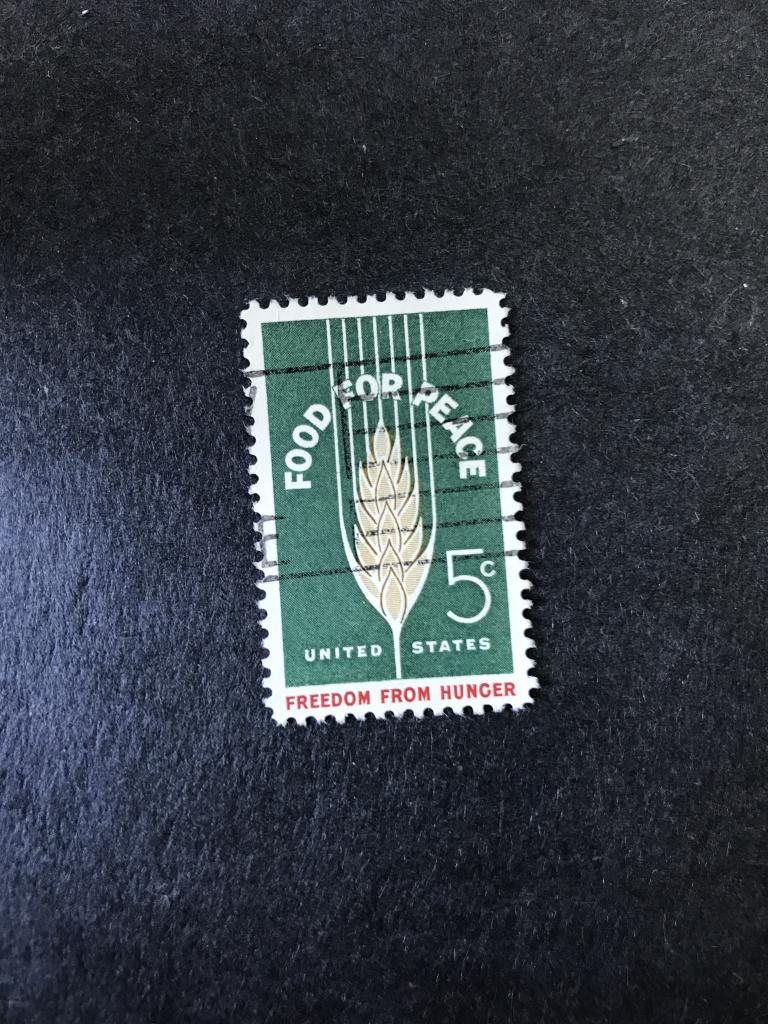 FOOD FOR PEACE
5c
UNITED STATES
FREEDOM FROM HUNGER